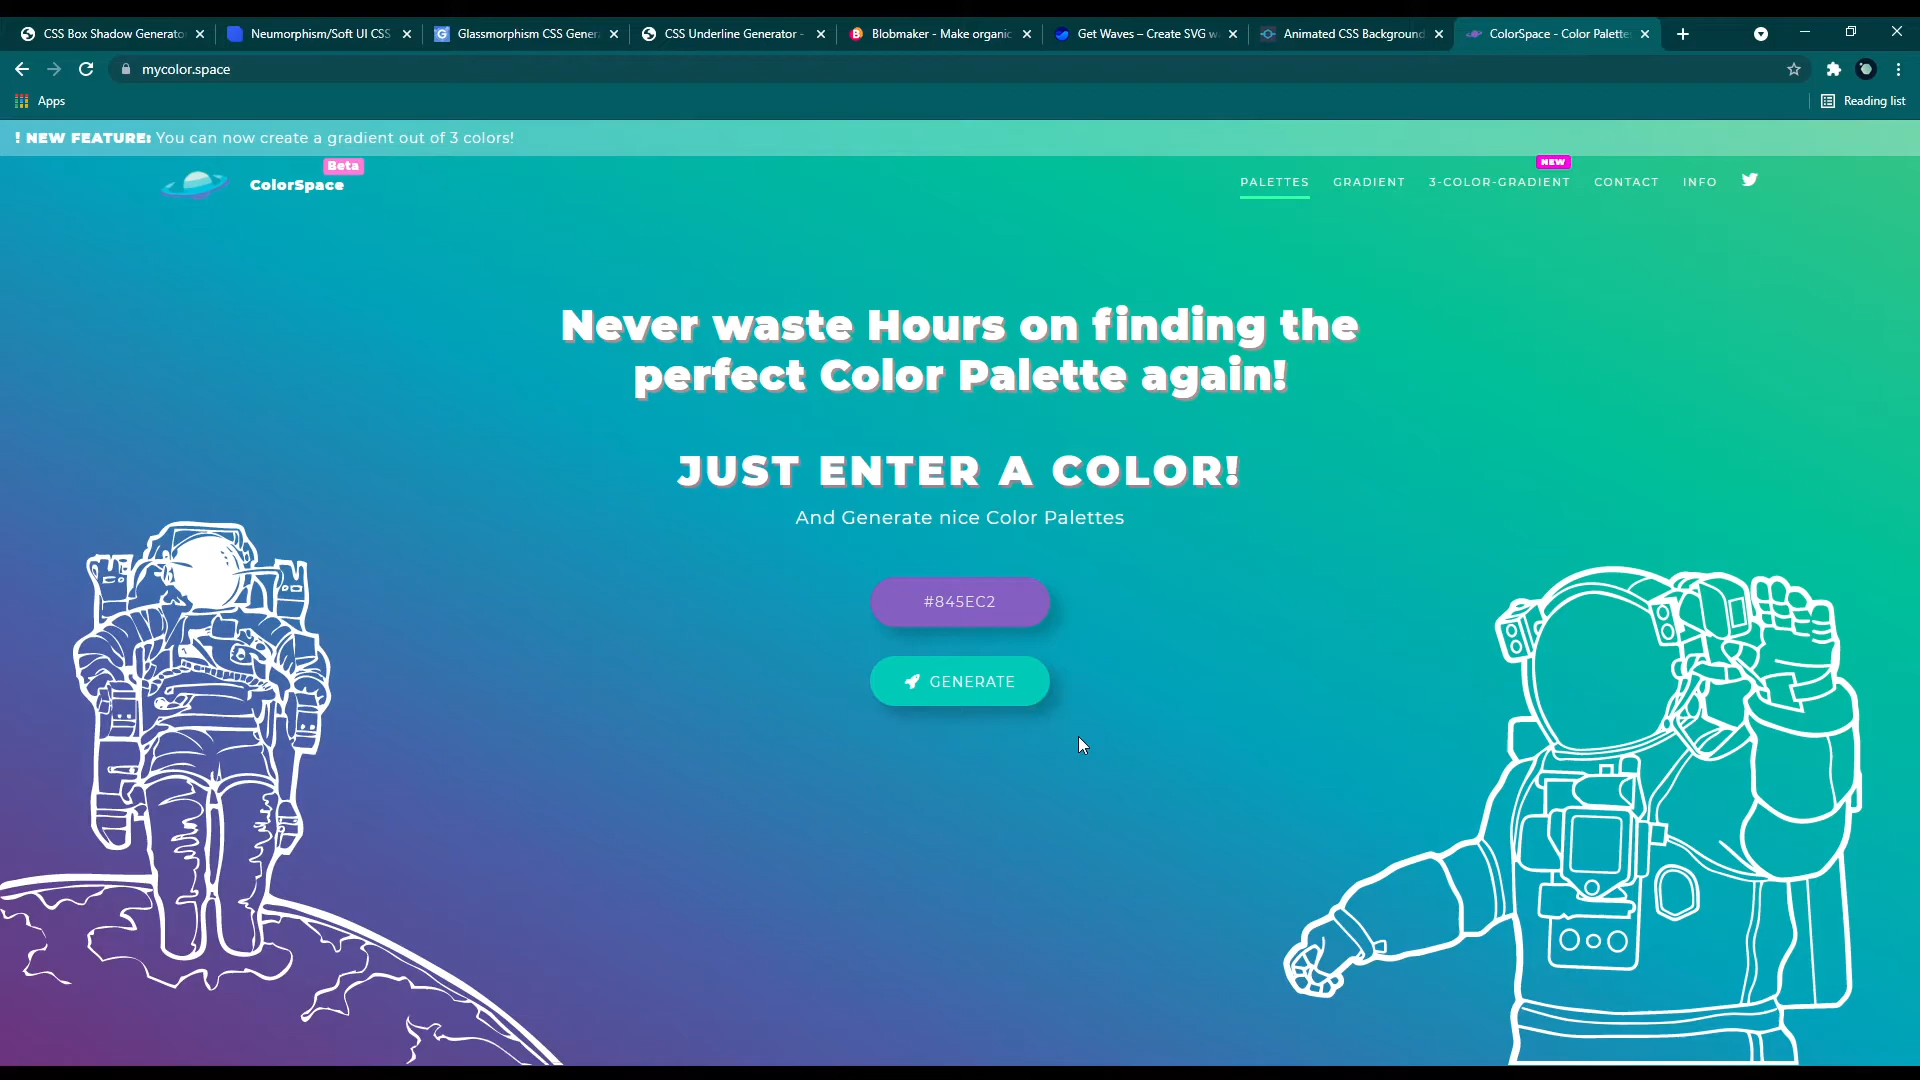 CSS Box Shadow Generato
Neumorphism/Soft UI CSS
Glassmorphism CSS Gener
CSS Underline Generator -
Blobmaker - Make organic
Get Waves – Create SVG w
Animated CSS Background
ColorSpace - Color Palette
mycolor.space
Apps
Reading list
! NEW FEATURE: You can now create a gradient out of 3 colors!
Beta
ColorSpace
NEW
PALETTES
GRADIENT
3-COLOR-GRADIENT
CONTACT
INFO
Never waste Hours on finding the
perfect Color Palette again!
JUST ENTER A COLOR!
And Generate nice Color Palettes
#845EC2
GENERATE